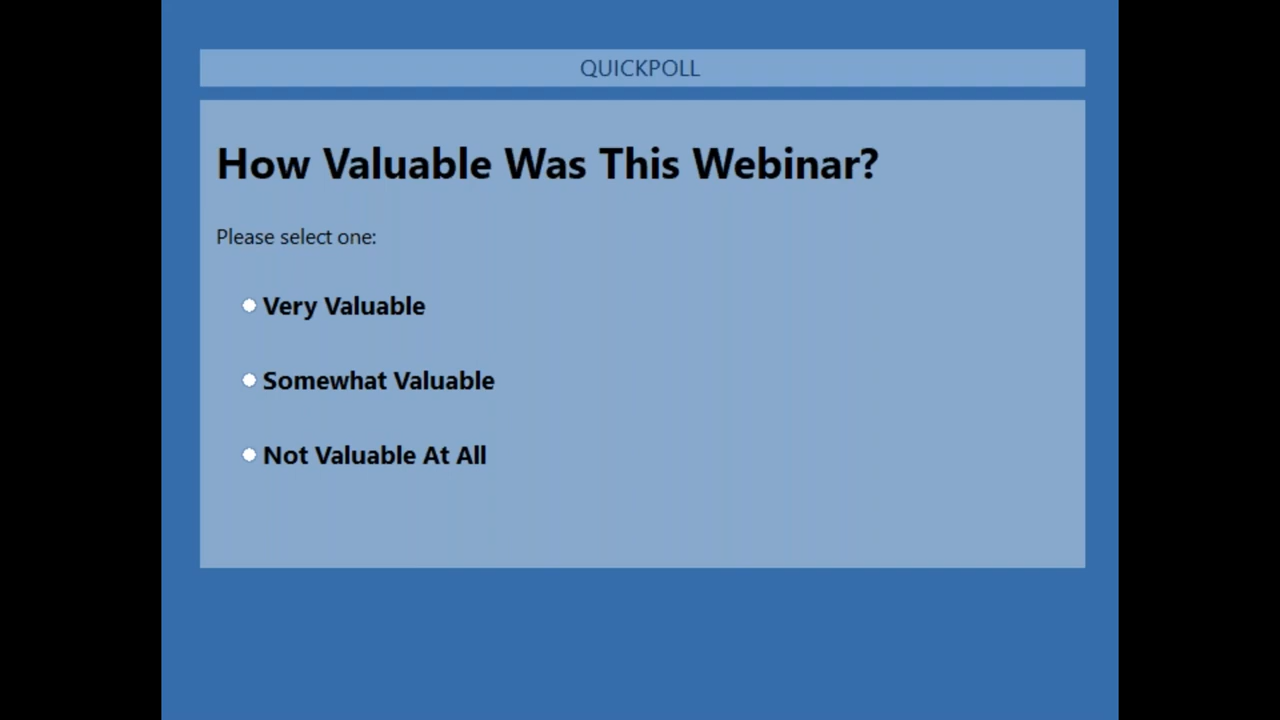 QUICKPOLL
How Valuable Was This Webinar?
Please select one:
Very Valuable
Somewhat Valuable
Not Valuable At All